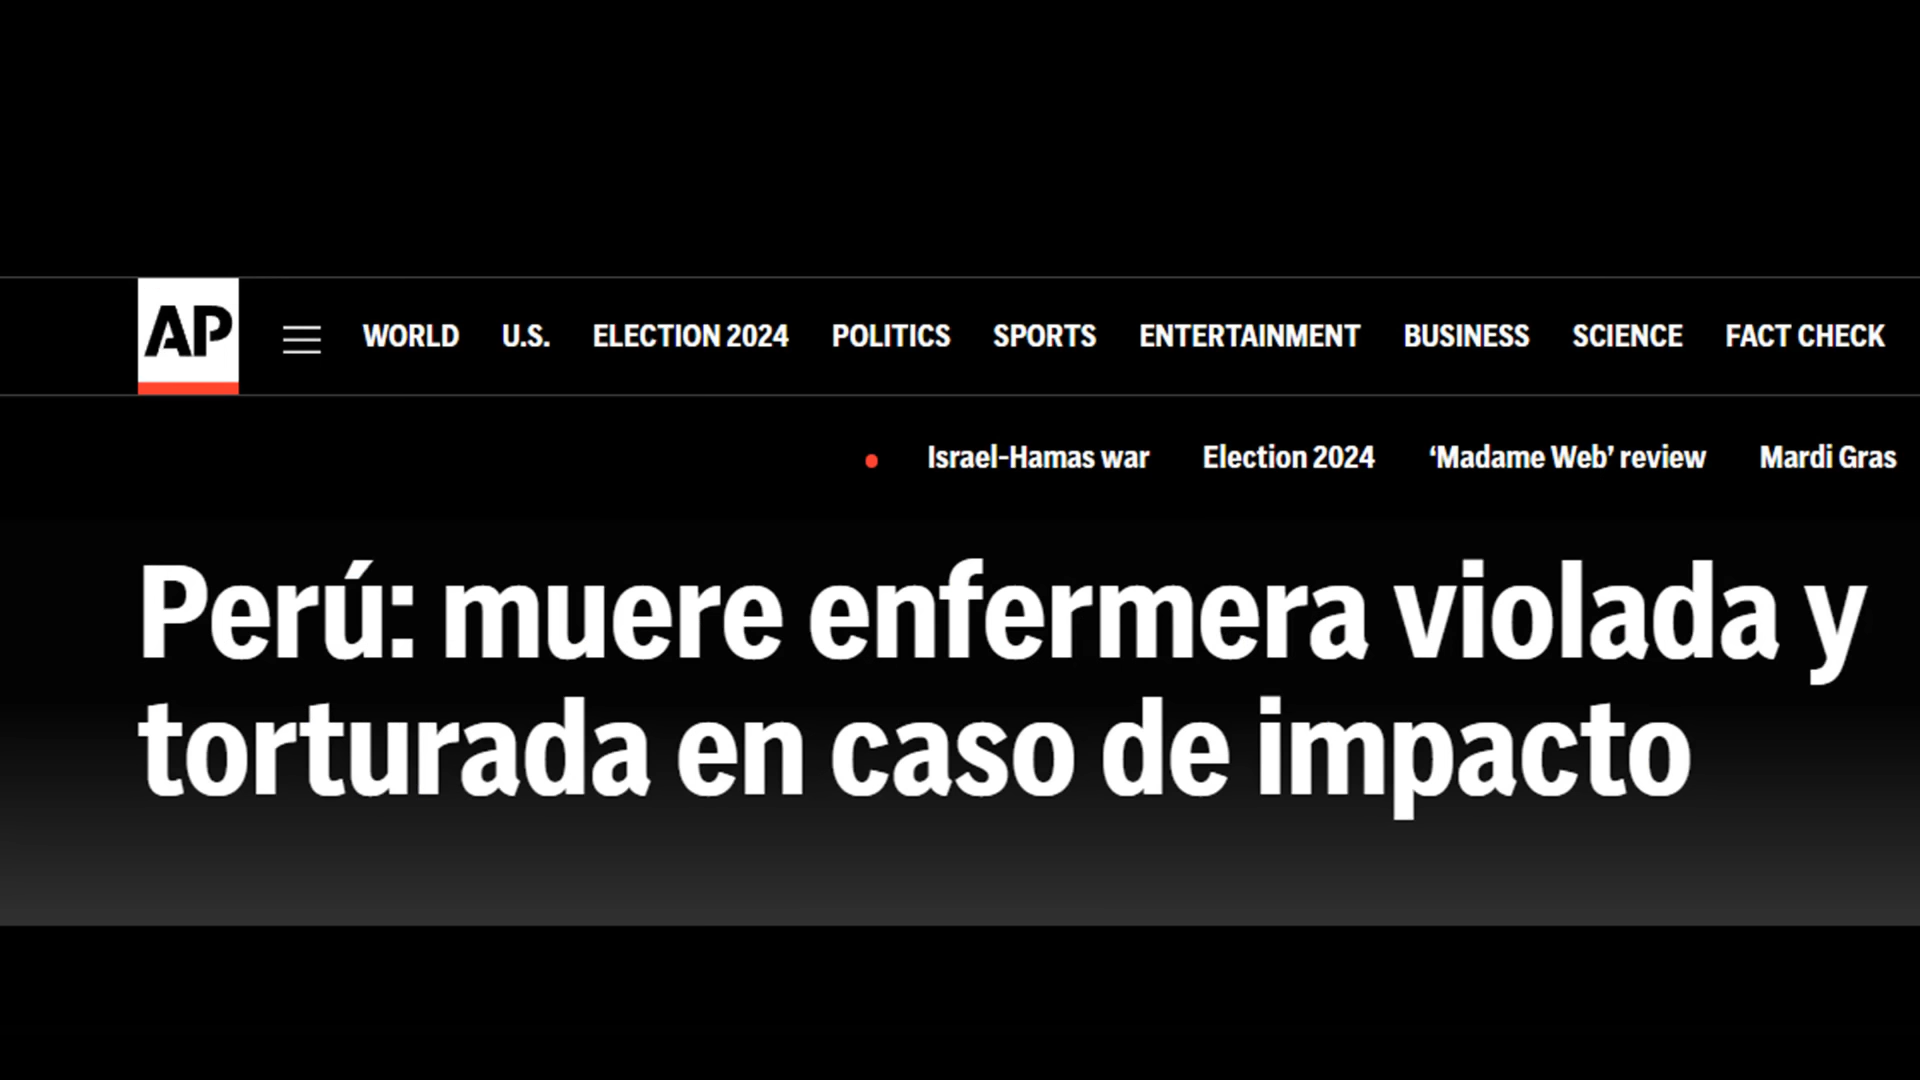 AP
WORLD U.S. ELECTION 2024 POLITICS SPORTS ENTERTAINMENT BUSINESS SCIENCE FACT CHECK
Israel-Hamas war Election 2024 ‘Madame Web’ review Mardi Gras
Perú: muere enfermera violada y
torturada en caso de impacto